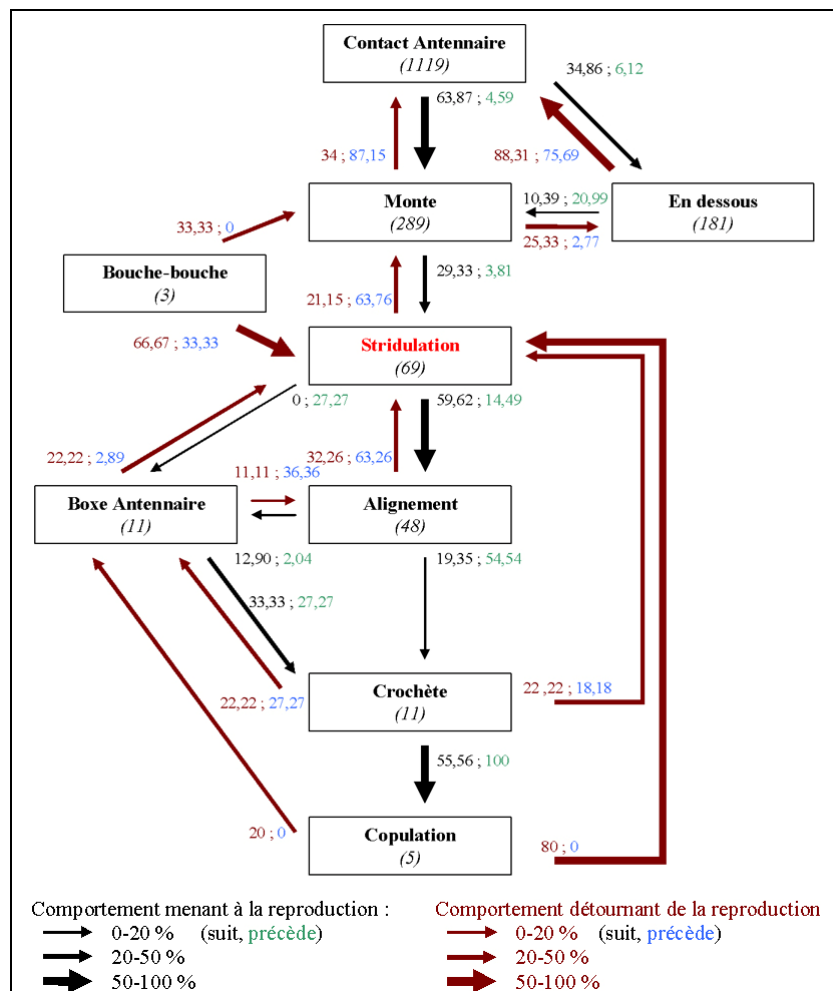 Contact Antennaire
(1119)
34,86 ; 6,12
63,87 ; 4,59
34 ; 87,15
88,31 ; 75,69
Monte
(289)
10,39 ; 20,99
En dessous
(181)
33,33 ; 0
25,33 ; 2,77
Bouche-bouche
(3)
29,33 ; 3,81
21,15 ; 63,76
66,67 ; 33,33
Stridulation
(69)
0 ; 27,27
59,62 ; 14,49
22,22 ; 2,89
32,26 ; 63,26
11,11 ; 36,36
Boxe Antennaire
(11)
Alignement
(48)
12,90 ; 2,04
19,35 ; 54,54
33,33 ; 27,27
Crochète
(11)
22,22 ; 27,27
22 ,22 ; 18,18
55,56 ; 100
20 ; 0
Copulation
(5)
80 ; 0
Comportement menant à la reproduction :
0-20 % (suit, précède)
20-50 %
50-100 %
Comportement détournant de la reproduction
0-20 % (suit, précède)
20-50 %
50-100 %